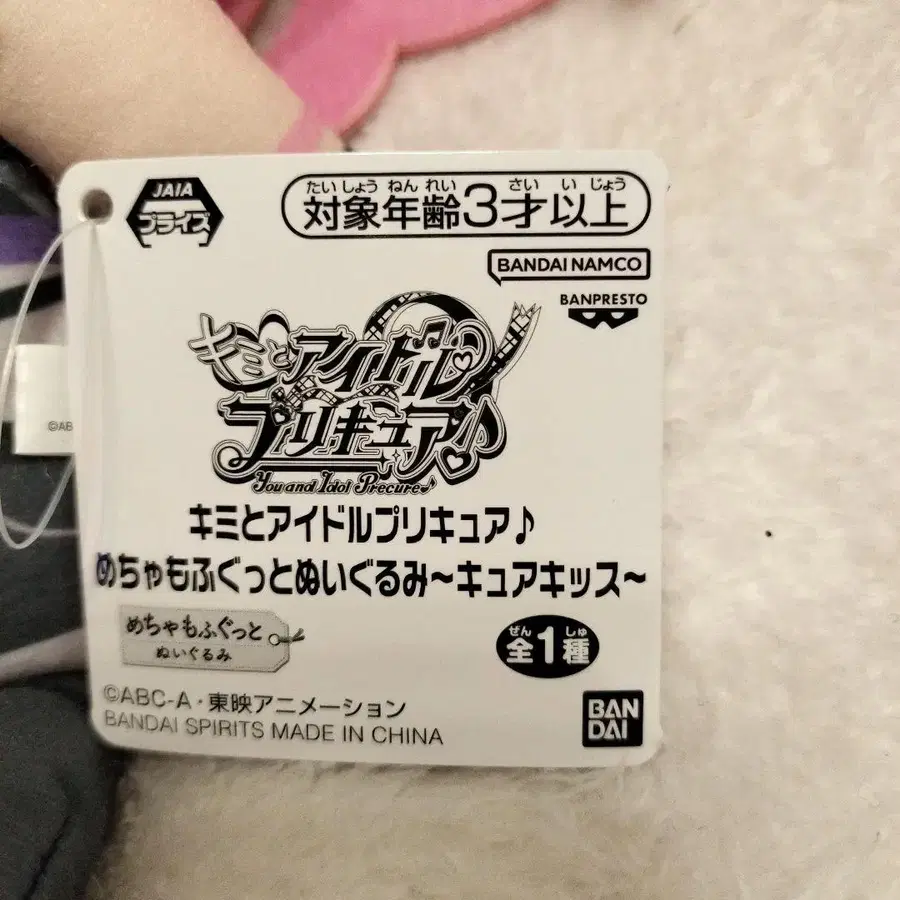 JAIA
プライズ
たいしょうねんれい さい いじょう
対象年齢3才以上
BANDAI NAMCO
BANPRESTO
キミとアイドル
プリキュア♪
You and Idol Precure♪
キミとアイドルプリキュア♪
めちゃもふぐっとぬいぐるみ~キュアキッス~
めちゃもふぐっと
ぬいぐるみ
ぜん しゅ
全1種
©ABC-A・東映アニメーション
BANDAI SPIRITS MADE IN CHINA
BAN
DAI
©AB